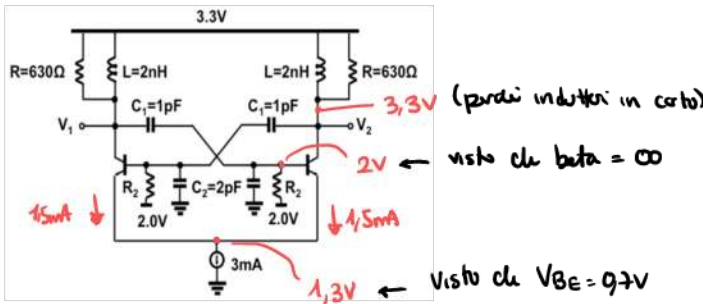 3.3V
R=630Ω
L=2nH
L=2nH
R=630Ω
C₁=1pF
C₁=1pF
3,3V (perché induttori in corto)
V₁
V₂
2V ← visto che beta = ∞
R₂
C₂=2pF
R₂
1,5mA
2.0V
2.0V
1,5mA
3mA
1,3V ← Visto che VBE=0,7V